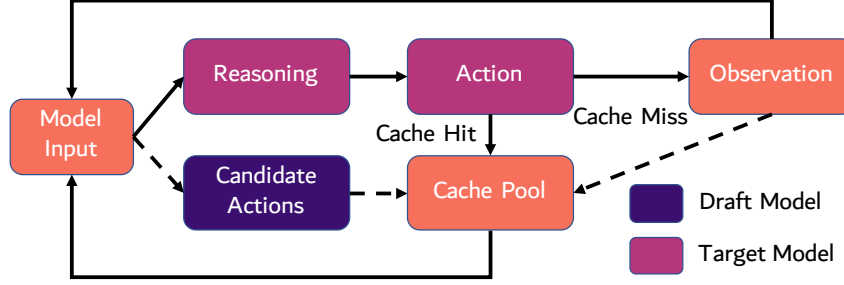 Reasoning
Action
Observation
Model
Input
Cache Hit
Cache Miss
Candidate
Actions
Cache Pool
Draft Model
Target Model